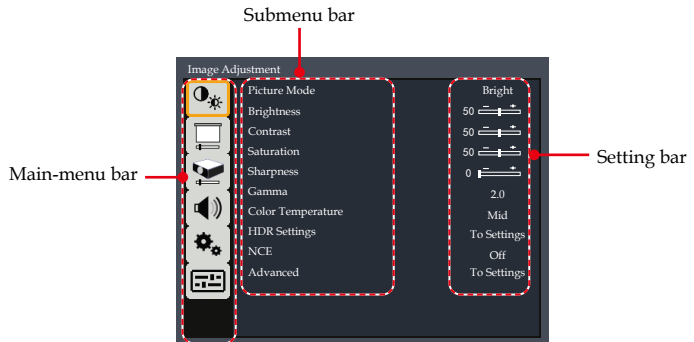 Submenu bar
Image Adjustment
Picture Mode Bright
Brightness 50 - +
Contrast 50 - +
Saturation 50 - +
Sharpness 0 - +
Gamma 2.0
Color Temperature Mid
HDR Settings To Settings
NCE Off
Advanced To Settings
Main-menu bar
Setting bar